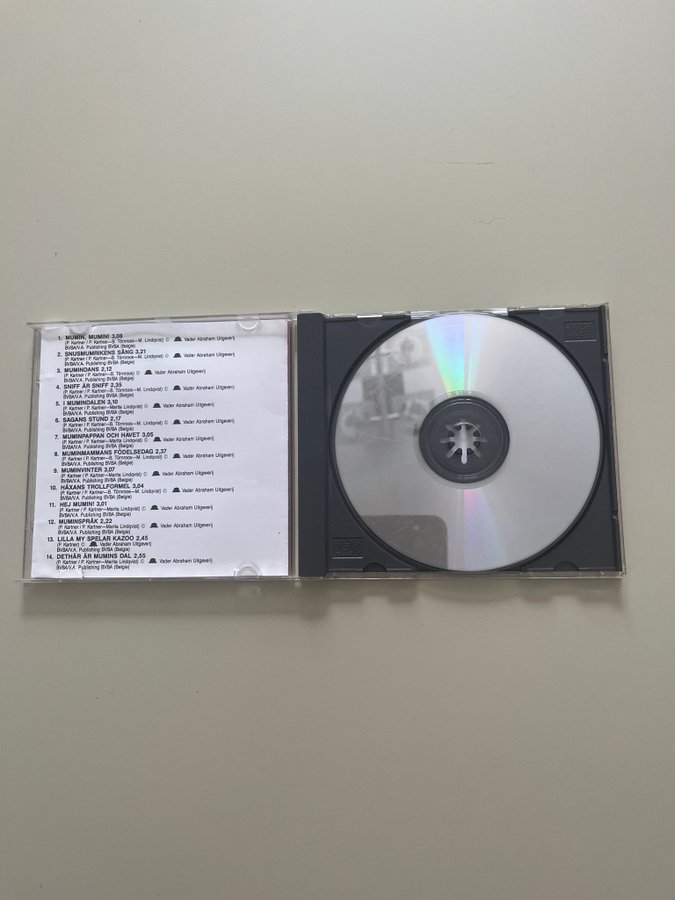 1. MUMIN, MUMIN! 3,08
(P. Kartner / P. Kartner—B. Törnroos—M. Lindqvist) © Vader Abraham Uitgeverij
BVBA/V.A. Publishing BVBA (Belgie)
2. SNUSMUMRIKENS SÅNG 3,21
(P. Kartner / P. Kartner—B. Törnroos—M. Lindqvist) © Vader Abraham Uitgeverij
BVBA/V.A. Publishing BVBA (Belgie)
3. MUMINDANS 2,12
(P. Kartner / P. Kartner—B. Törnroos) © Vader Abraham Uitgeverij
BVBA/V.A. Publishing BVBA (Belgie)
4. SNIFF ÄR SNIFF 2,35
(P. Kartner / P. Kartner—B. Törnroos—M. Lindqvist) © Vader Abraham Uitgeverij
BVBA/V.A. Publishing BVBA (Belgie)
5. I MUMINDALEN 3,10
(P. Kartner / P. Kartner—Marita Lindqvist) © Vader Abraham Uitgeverij
BVBA/V.A. Publishing BVBA (Belgie)
6. SAGANS STUND 2,17
(P. Kartner / P. Kartner—B. Törnroos—M. Lindqvist) © Vader Abraham Uitgeverij
BVBA/V.A. Publishing BVBA (Belgie)
7. MUMINPAPPAN OCH HAVET 3,05
(P. Kartner / P. Kartner—Marita Lindqvist) © Vader Abraham Uitgeverij
BVBA/V.A. Publishing BVBA (Belgie)
8. MUMINMAMMANS FÖDELSEDAG 2,37
(P. Kartner / P. Kartner—B. Törnroos—M. Lindqvist) © Vader Abraham Uitgeverij
BVBA/V.A. Publishing BVBA (Belgie)
9. MUMINVINTER 3,07
(P. Kartner / P. Kartner—Marita Lindqvist) © Vader Abraham Uitgeverij
BVBA/V.A. Publishing BVBA (Belgie)
10. HÄXANS TROLLFORMEL 3,04
(P. Kartner / P. Kartner—B. Törnroos—M. Lindqvist) © Vader Abraham Uitgeverij
BVBA/V.A. Publishing BVBA (Belgie)
11. HEJ MUMIN! 3,01
(P. Kartner / P. Kartner—Marita Lindqvist) © Vader Abraham Uitgeverij
BVBA/V.A. Publishing BVBA (Belgie)
12. MUMINSPRÅK 2,22
(P. Kartner / P. Kartner—Marita Lindqvist) © Vader Abraham Uitgeverij
BVBA/V.A. Publishing BVBA (Belgie)
13. LILLA MY SPELAR KAZOO 2,45
(P. Kartner) © Vader Abraham Uitgeverij
BVBA/V.A. Publishing BVBA (Belgie)
14. DETHÄR ÄR MUMINS DAL 2,55
(P. Kartner / P. Kartner—Marita Lindqvist) © Vader Abraham Uitgeverij
BVBA/V.A. Publishing BVBA (Belgie)